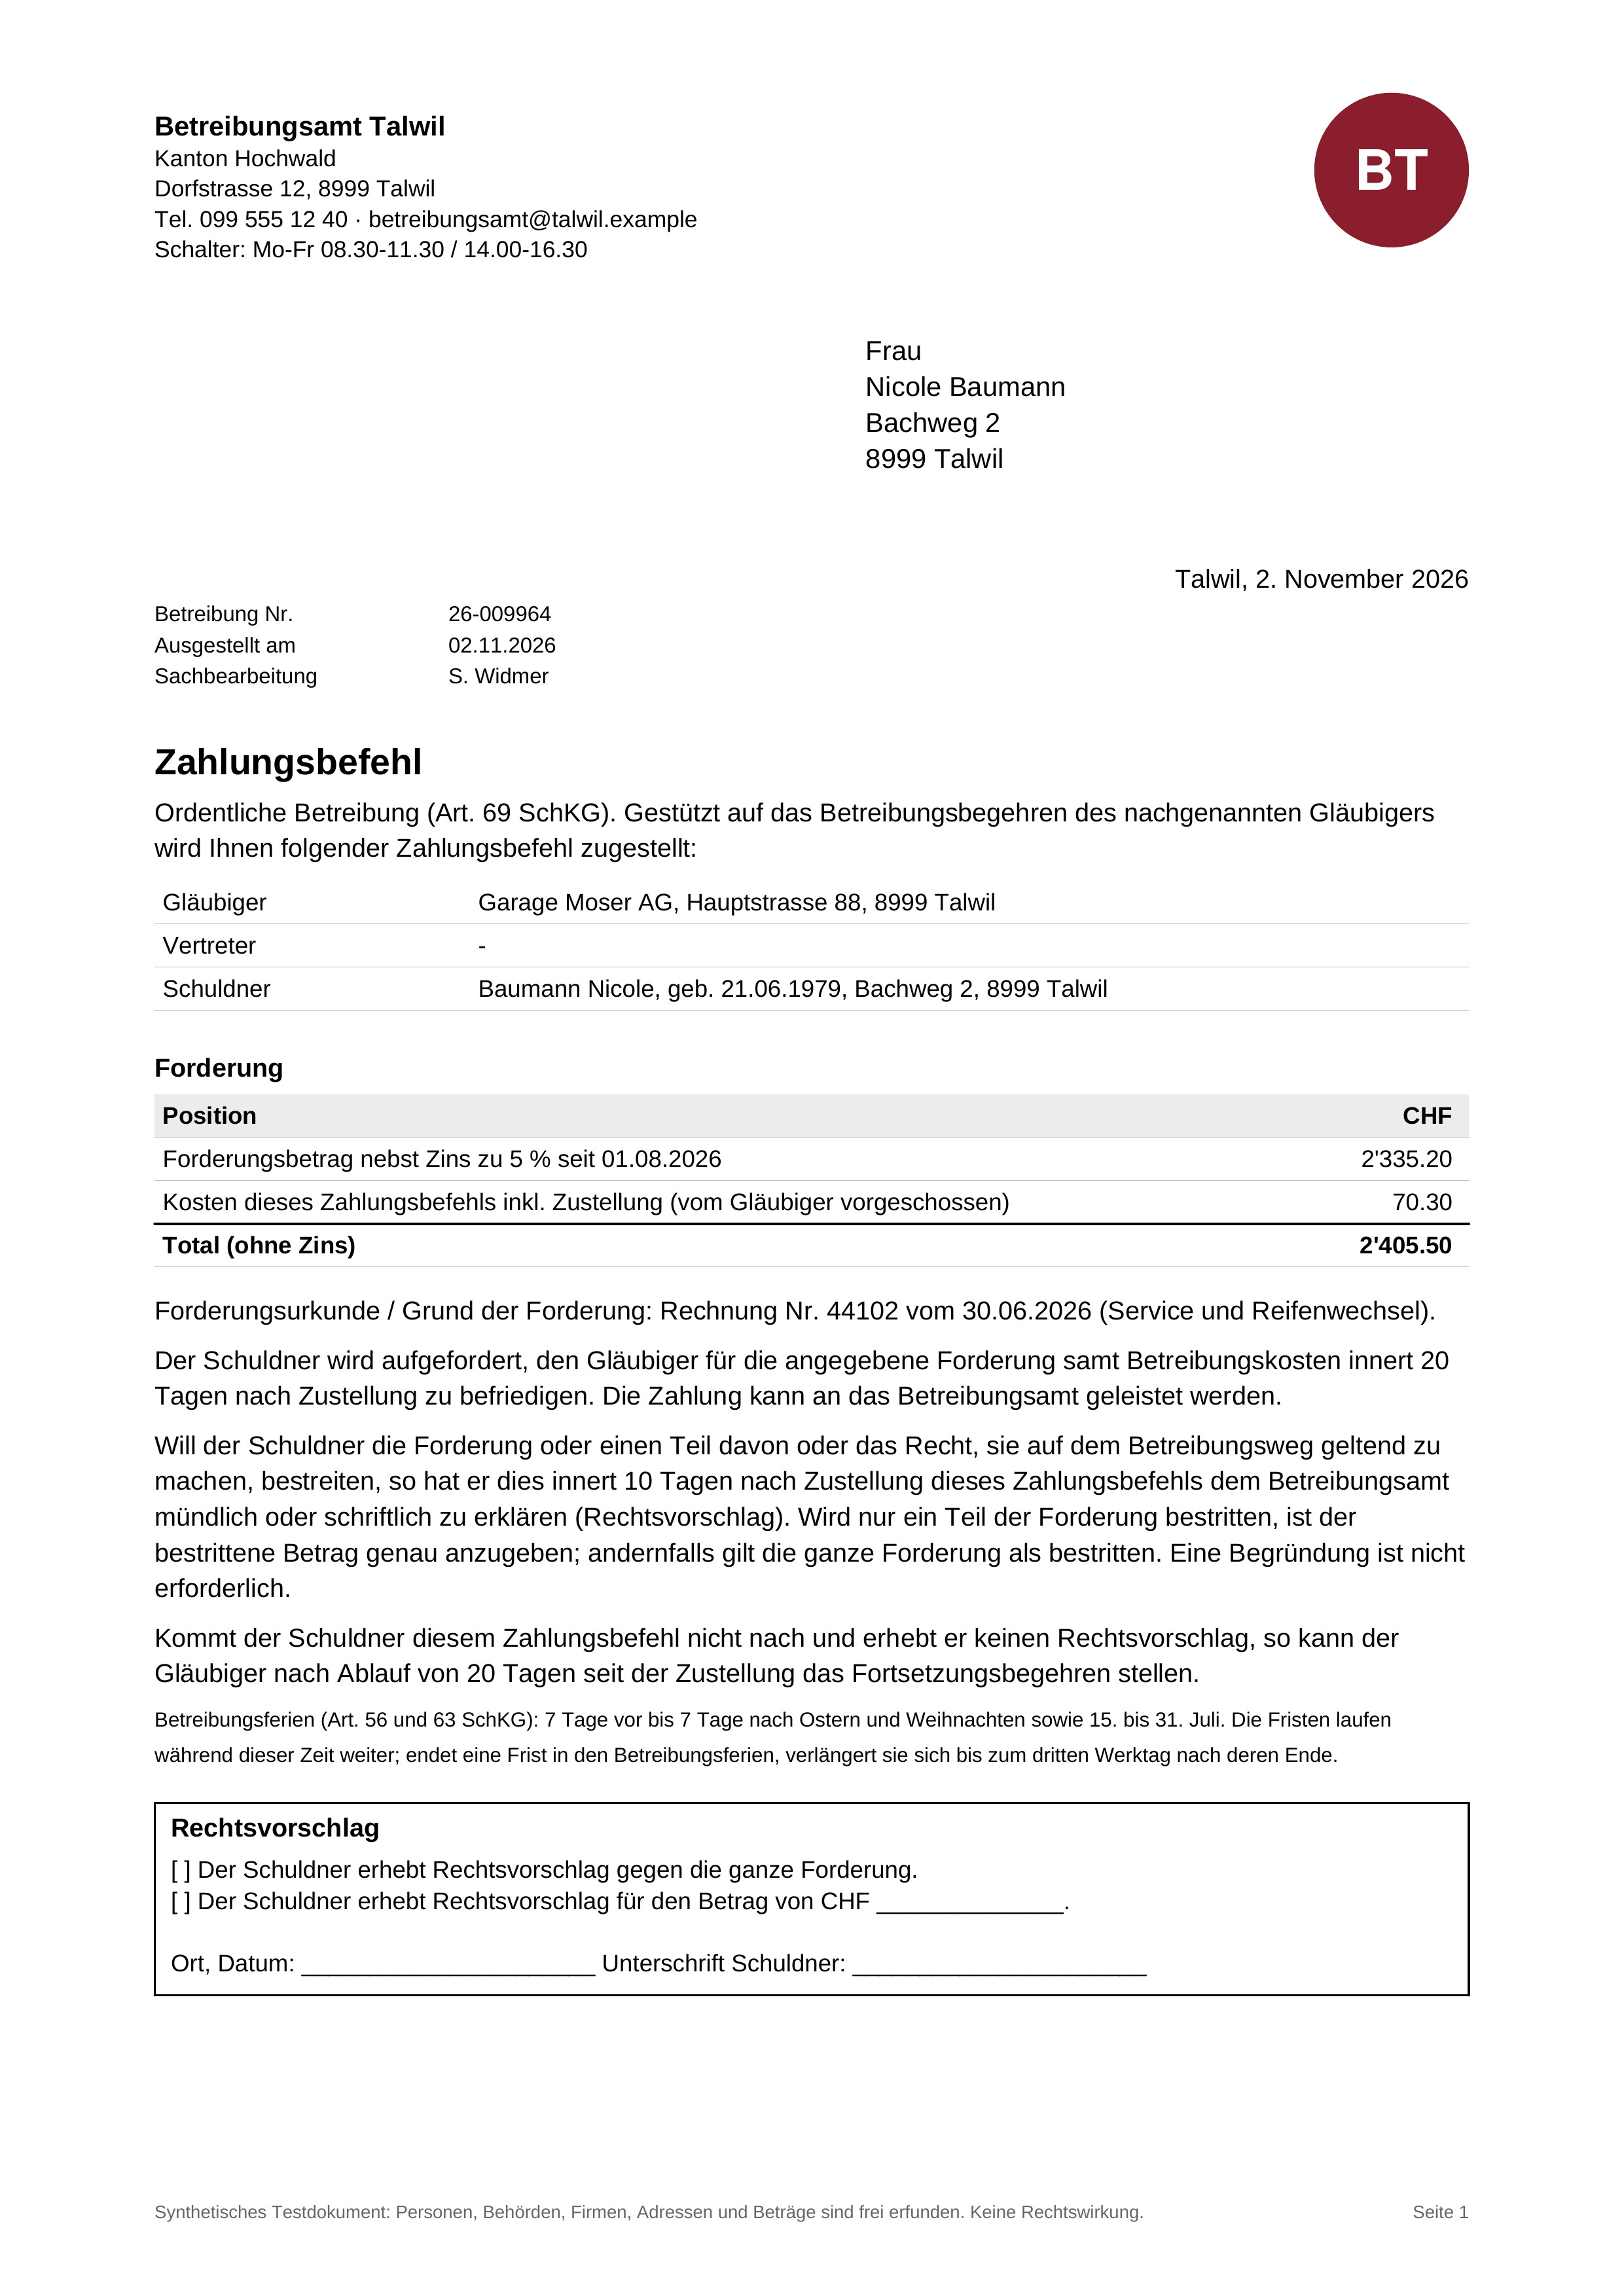 Betreibungsamt Talwil
Kanton Hochwald
Dorfstrasse 12, 8999 Talwil
Tel. 099 555 12 40 · betreibungsamt@talwil.example
Schalter: Mo-Fr 08.30-11.30 / 14.00-16.30
BT
Frau
Nicole Baumann
Bachweg 2
8999 Talwil
Talwil, 2. November 2026
Betreibung Nr. 26-009964
Ausgestellt am 02.11.2026
Sachbearbeitung S. Widmer
Zahlungsbefehl
Ordentliche Betreibung (Art. 69 SchKG). Gestützt auf das Betreibungsbegehren des nachgenannten Gläubigers
wird Ihnen folgender Zahlungsbefehl zugestellt:
Gläubiger Garage Moser AG, Hauptstrasse 88, 8999 Talwil
Vertreter -
Schuldner Baumann Nicole, geb. 21.06.1979, Bachweg 2, 8999 Talwil
Forderung
Position CHF
Forderungsbetrag nebst Zins zu 5 % seit 01.08.2026 2'335.20
Kosten dieses Zahlungsbefehls inkl. Zustellung (vom Gläubiger vorgeschossen) 70.30
Total (ohne Zins) 2'405.50
Forderungsurkunde / Grund der Forderung: Rechnung Nr. 44102 vom 30.06.2026 (Service und Reifenwechsel).
Der Schuldner wird aufgefordert, den Gläubiger für die angegebene Forderung samt Betreibungskosten innert 20
Tagen nach Zustellung zu befriedigen. Die Zahlung kann an das Betreibungsamt geleistet werden.
Will der Schuldner die Forderung oder einen Teil davon oder das Recht, sie auf dem Betreibungsweg geltend zu
machen, bestreiten, so hat er dies innert 10 Tagen nach Zustellung dieses Zahlungsbefehls dem Betreibungsamt
mündlich oder schriftlich zu erklären (Rechtsvorschlag). Wird nur ein Teil der Forderung bestritten, ist der
bestrittene Betrag genau anzugeben; andernfalls gilt die ganze Forderung als bestritten. Eine Begründung ist nicht
erforderlich.
Kommt der Schuldner diesem Zahlungsbefehl nicht nach und erhebt er keinen Rechtsvorschlag, so kann der
Gläubiger nach Ablauf von 20 Tagen seit der Zustellung das Fortsetzungsbegehren stellen.
Betreibungsferien (Art. 56 und 63 SchKG): 7 Tage vor bis 7 Tage nach Ostern und Weihnachten sowie 15. bis 31. Juli. Die Fristen laufen
während dieser Zeit weiter; endet eine Frist in den Betreibungsferien, verlängert sie sich bis zum dritten Werktag nach deren Ende.
Rechtsvorschlag
[ ] Der Schuldner erhebt Rechtsvorschlag gegen die ganze Forderung.
[ ] Der Schuldner erhebt Rechtsvorschlag für den Betrag von CHF ______________.
Ort, Datum: ______________________ Unterschrift Schuldner: ______________________
Synthetisches Testdokument: Personen, Behörden, Firmen, Adressen und Beträge sind frei erfunden. Keine Rechtswirkung. Seite 1